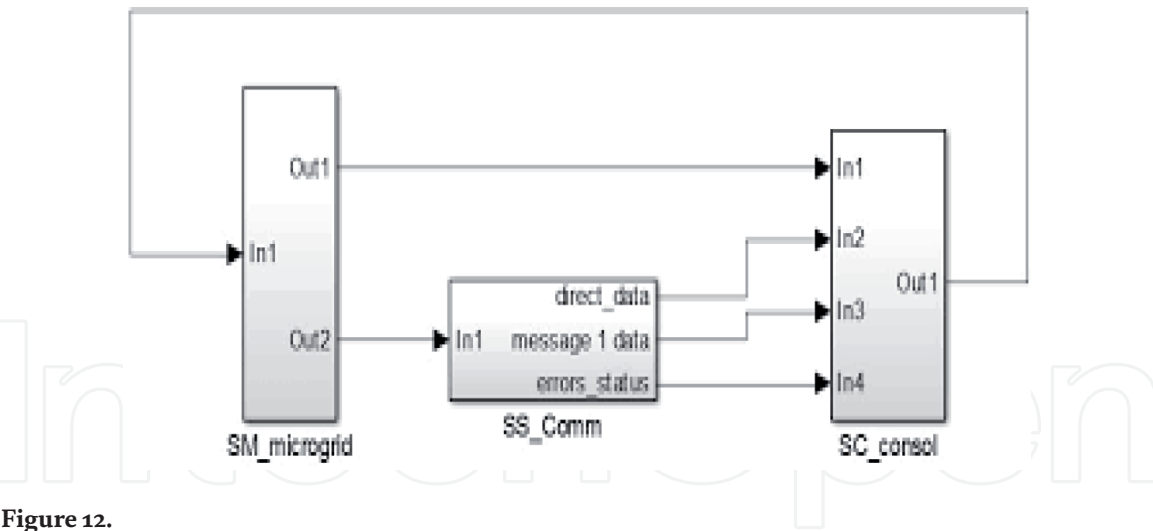 Out1
In1
In1
In2
direct_data
Out1
In3
Out2
In1
message 1 data
errors_status
In4
SS_Comm
SM_microgrid
SC_consol
IntechOpen
Figure 12.